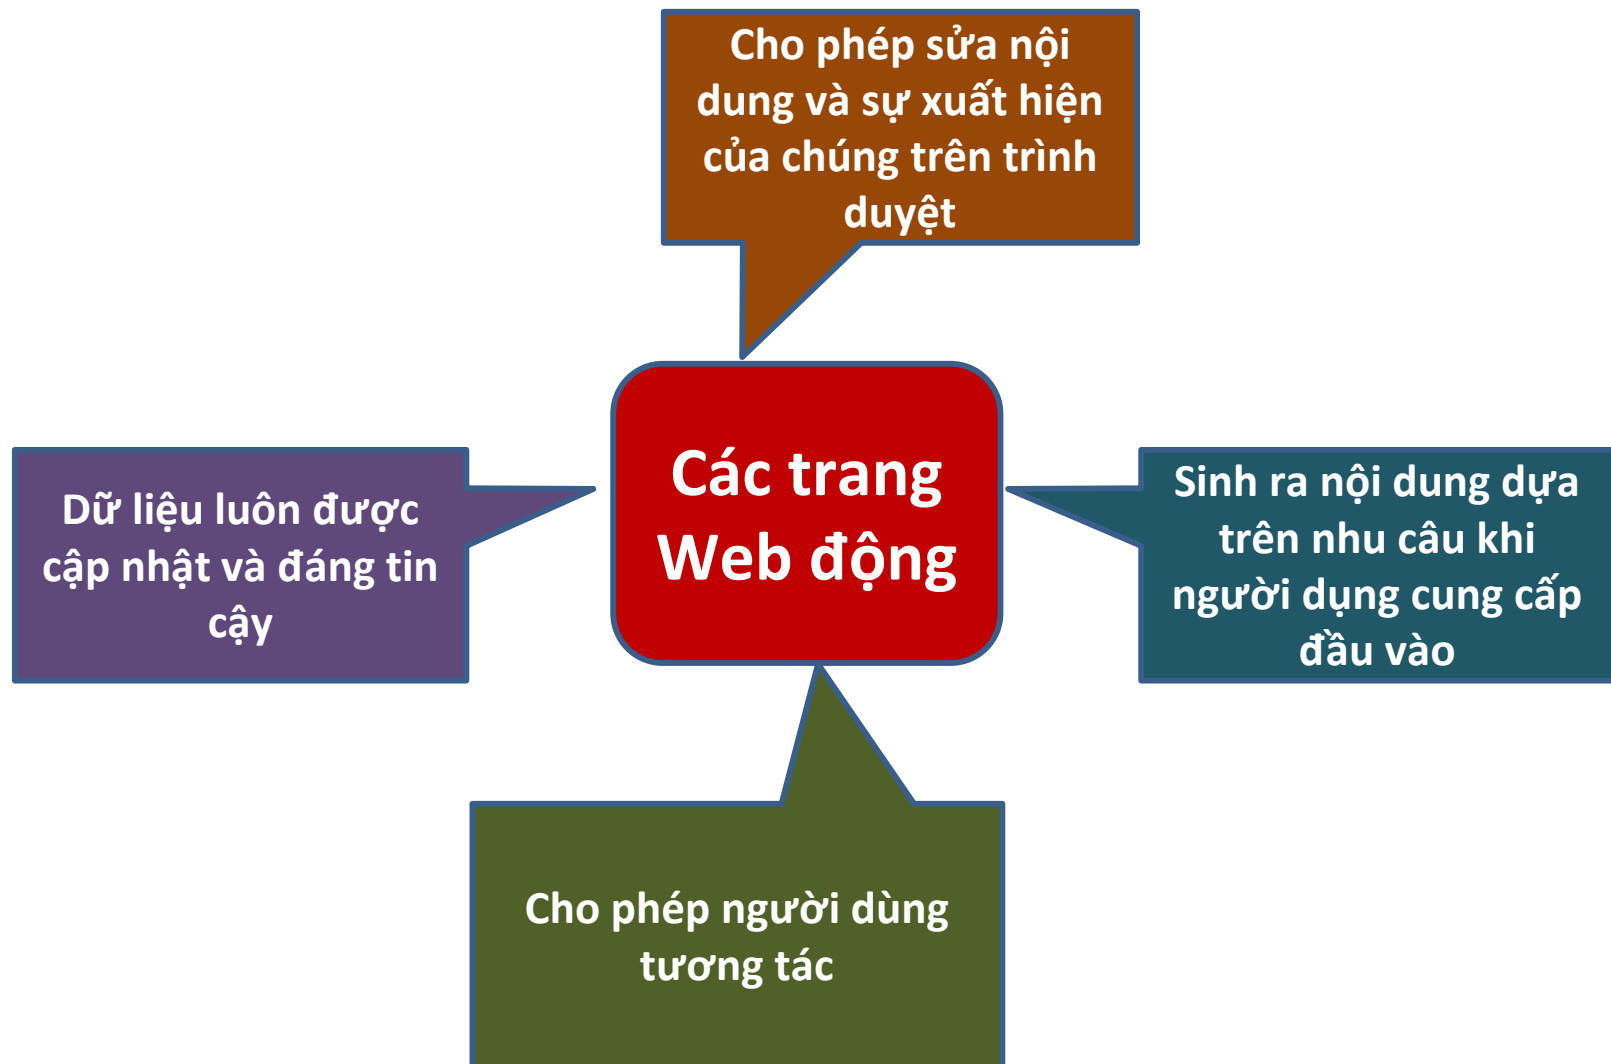 Cho phép sửa nội
dung và sự xuất hiện
của chúng trên trình
duyệt
Các trang
Web động
Dữ liệu luôn được
cập nhật và đáng tin
cậy
Sinh ra nội dung dựa
trên nhu câu khi
người dụng cung cấp
đầu vào
Cho phép người dùng
tương tác